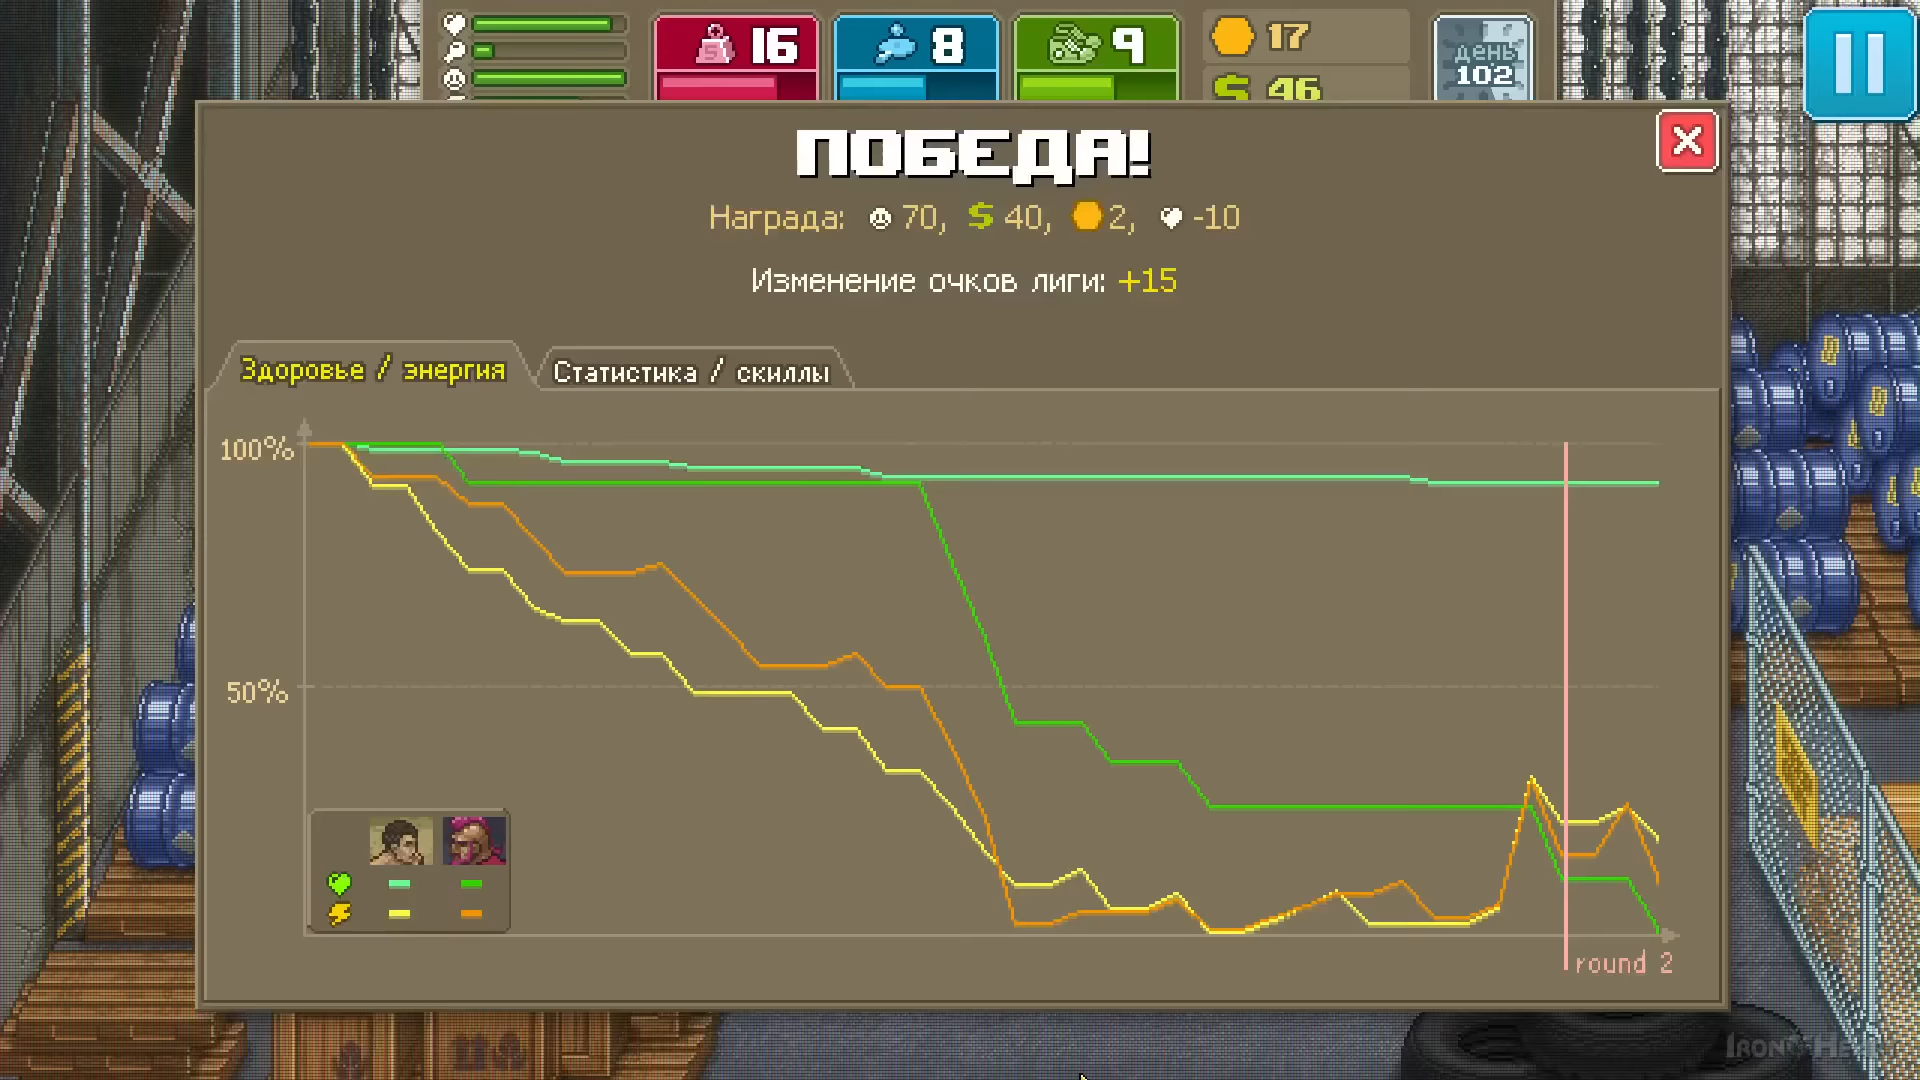 16
8
9
17
46
день
102
ПОБЕДА!
Награда: 70, $ 40, 2, -10
Изменение очков лиги: +15
Здоровье / энергия
Статистика / скиллы
100%
50%
round 2